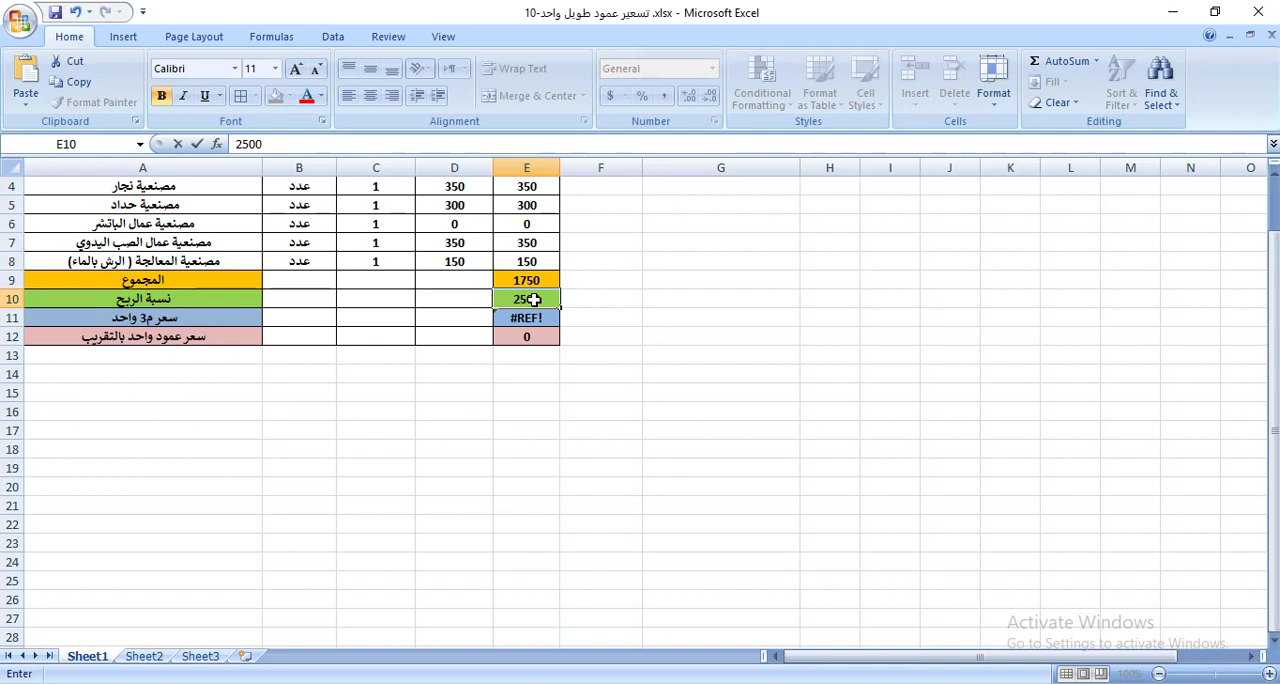 تسعير عمود طويل واحد-10 .xlsx - Microsoft Excel
Home Insert Page Layout Formulas Data Review View
Paste Cut Copy Format Painter Clipboard
Calibri 11 B I U A Font
Wrap Text Merge & Center Alignment
General $ % , Number
Conditional Formatting Format as Table Cell Styles Styles
Insert Delete Format Cells
Σ AutoSum Fill Clear Sort & Filter Find & Select Editing
E10 fx 2500
A B C D E F G H I J K L M N O
4 مصنعية نجار عدد 1 350 350
5 مصنعية حداد عدد 1 300 300
6 مصنعية عمال الباتشر عدد 1 0 0
7 مصنعية عمال الصب اليدوي عدد 1 350 350
8 مصنعية المعالجة ( الرش بالماء) عدد 1 150 150
9 المجموع 1750
10 نسبة الربح
11 سعر م3 واحد #REF!
12 سعر عمود واحد بالتقريب 0
13
14
15
16
17
18
19
20
21
22
23
24
25
26
27
28
Activate Windows
Go to Settings to activate Windows.
Sheet1 Sheet2 Sheet3
Enter 100%